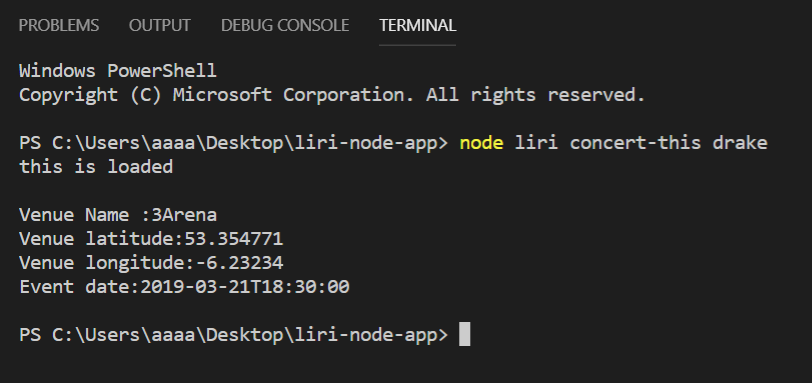 PROBLEMS OUTPUT DEBUG CONSOLE TERMINAL
Windows PowerShell
Copyright (C) Microsoft Corporation. All rights reserved.
PS C:\Users\aaaa\Desktop\liri-node-app> node liri concert-this drake
this is loaded
Venue Name :3Arena
Venue latitude:53.354771
Venue longitude:-6.23234
Event date:2019-03-21T18:30:00
PS C:\Users\aaaa\Desktop\liri-node-app>